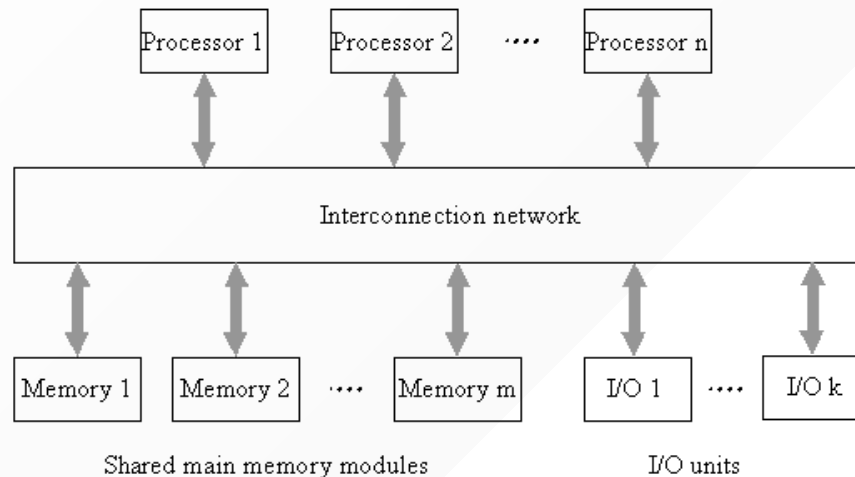 Processor 1 Processor 2 .... Processor n
Interconnection network
Memory 1 Memory 2 .... Memory m I/O 1 .... I/O k
Shared main memory modules I/O units